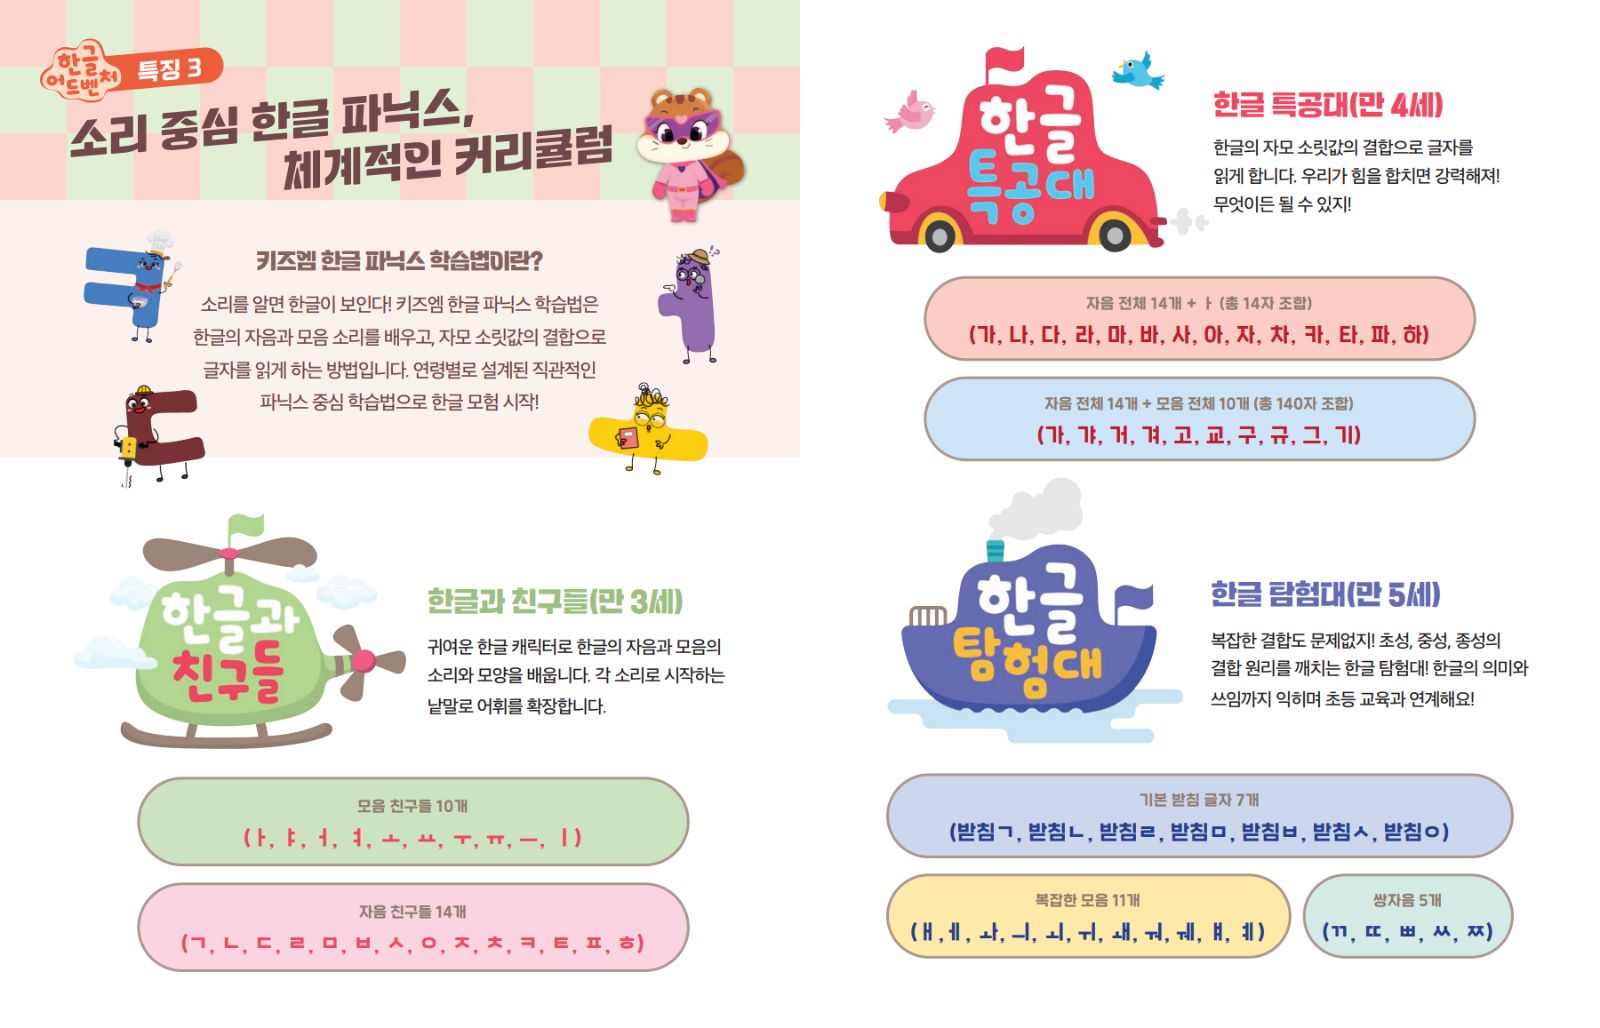 한글
어드벤처
특징 3
소리 중심 한글 파닉스,
체계적인 커리큘럼
키즈엠 한글 파닉스 학습법이란?
소리를 알면 한글이 보인다! 키즈엠 한글 파닉스 학습법은
한글의 자음과 모음 소리를 배우고, 자모 소릿값의 결합으로
글자를 읽게 하는 방법입니다. 연령별로 설계된 직관적인
파닉스 중심 학습법으로 한글 모험 시작!
한글과
친구들
한글과 친구들(만 3세)
귀여운 한글 캐릭터로 한글의 자음과 모음의
소리와 모양을 배웁니다. 각 소리로 시작하는
낱말로 어휘를 확장합니다.
모음 친구들 10개
(ㅏ, ㅑ, ㅓ, ㅕ, ㅗ, ㅛ, ㅜ, ㅠ, ㅡ, ㅣ)
자음 친구들 14개
(ㄱ, ㄴ, ㄷ, ㄹ, ㅁ, ㅂ, ㅅ, ㅇ, ㅈ, ㅊ, ㅋ, ㅌ, ㅍ, ㅎ)
한글
특공대
한글 특공대(만 4세)
한글의 자모 소릿값의 결합으로 글자를
읽게 합니다. 우리가 힘을 합치면 강력해져!
무엇이든 될 수 있지!
자음 전체 14개 + ㅏ (총 14자 조합)
(가, 나, 다, 라, 마, 바, 사, 아, 자, 차, 카, 타, 파, 하)
자음 전체 14개 + 모음 전체 10개 (총 140자 조합)
(가, 갸, 거, 겨, 고, 교, 구, 규, 그, 기)
한글
탐험대
한글 탐험대(만 5세)
복잡한 결합도 문제없지! 초성, 중성, 종성의
결합 원리를 깨치는 한글 탐험대! 한글의 의미와
쓰임까지 익히며 초등 교육과 연계해요!
기본 받침 글자 7개
(받침ㄱ, 받침ㄴ, 받침ㄹ, 받침ㅁ, 받침ㅂ, 받침ㅅ, 받침ㅇ)
복잡한 모음 11개
(ㅐ, ㅔ, ㅘ, ㅢ, ㅚ, ㅟ, ㅙ, ㅝ, ㅞ, ㅒ, ㅖ)
쌍자음 5개
(ㄲ, ㄸ, ㅃ, ㅆ, ㅉ)